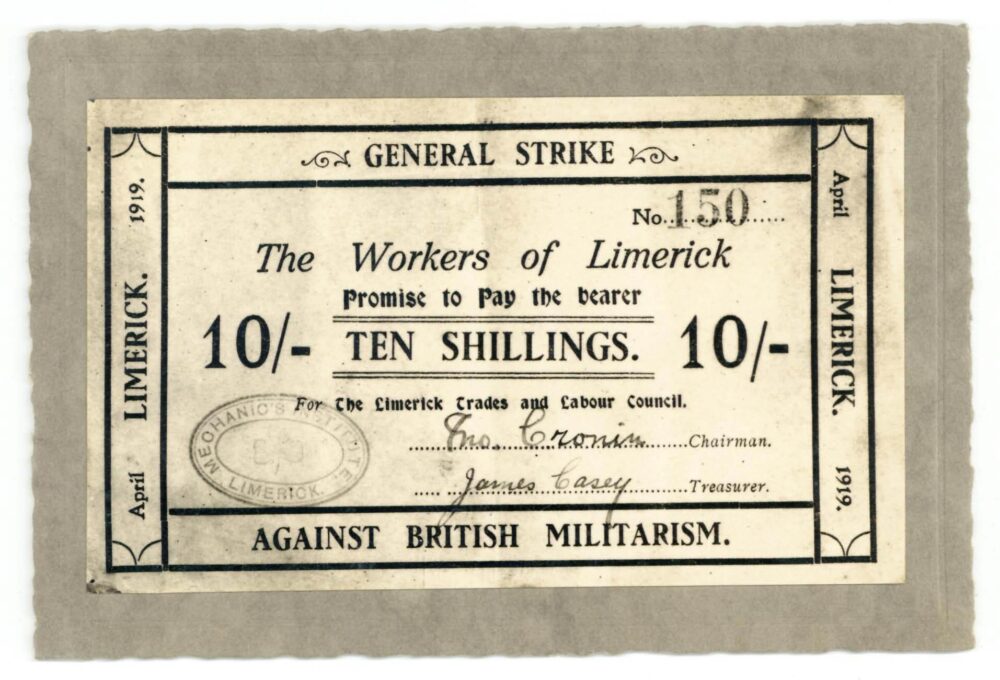 GENERAL STRIKE
No. 150
The Workers of Limerick
Promise to Pay the bearer
10/- TEN SHILLINGS. 10/-
For The Limerick Trades and Labour Council.
Jno. Cronin Chairman.
James Casey Treasurer.
AGAINST BRITISH MILITARISM.
April LIMERICK. 1919.
April LIMERICK. 1919.
MECHANIC'S INSTITUTE,
LIMERICK.